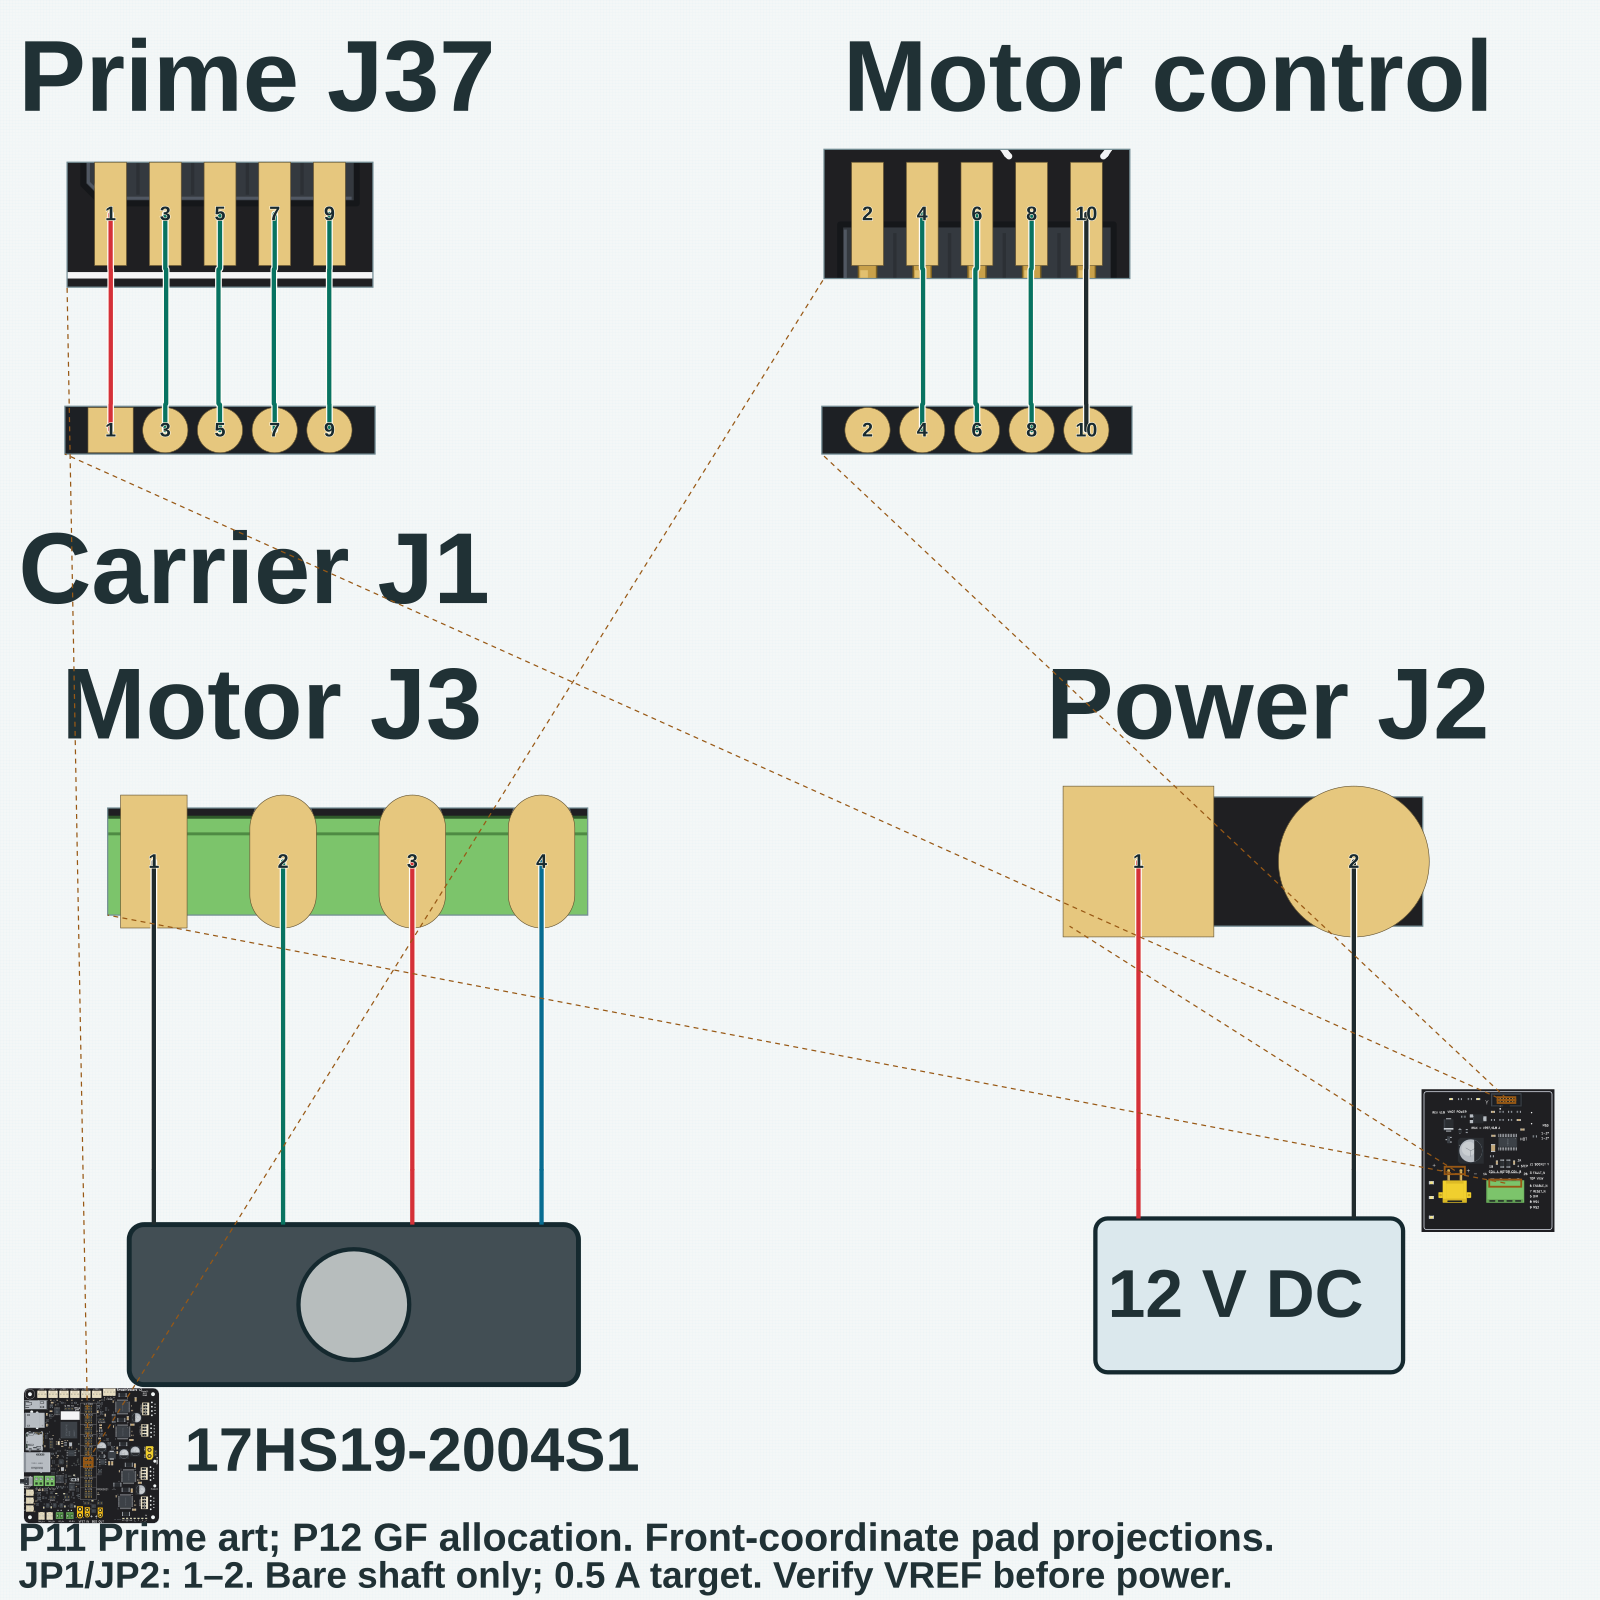 Prime J37
Motor control
1 3 5 7 9
2 4 6 8 10
1 3 5 7 9
2 4 6 8 10
Carrier J1
Motor J3
Power J2
1 2 3 4
1 2
12 V DC
17HS19-2004S1
P11 Prime art; P12 GF allocation. Front-coordinate pad projections.
JP1/JP2: 1–2. Bare shaft only; 0.5 A target. Verify VREF before power.